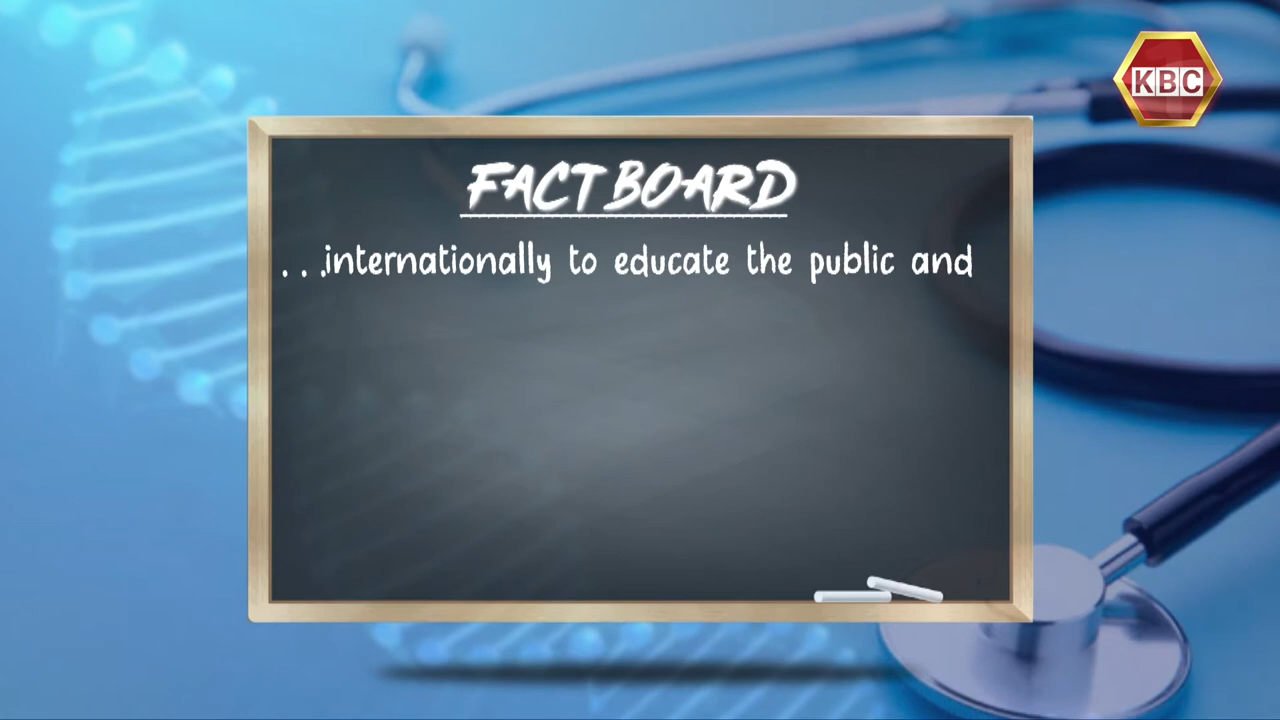 KBC
FACT BOARD
. . .internationally to educate the public and